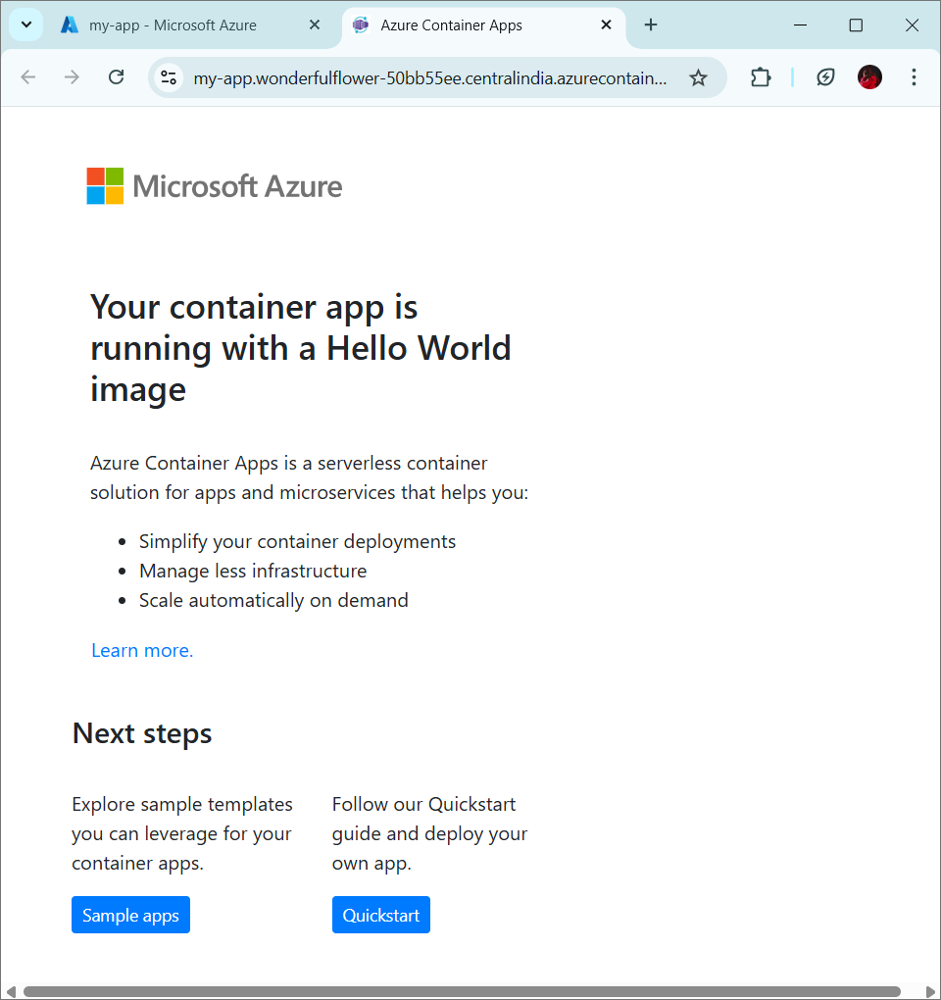 my-app - Microsoft Azure
Azure Container Apps
my-app.wonderfulflower-50bb55ee.centralindia.azurecontain...
Microsoft Azure
Your container app is
running with a Hello World
image
Azure Container Apps is a serverless container
solution for apps and microservices that helps you:
Simplify your container deployments
Manage less infrastructure
Scale automatically on demand
Learn more.
Next steps
Explore sample templates
you can leverage for your
container apps.
Sample apps
Follow our Quickstart
guide and deploy your
own app.
Quickstart